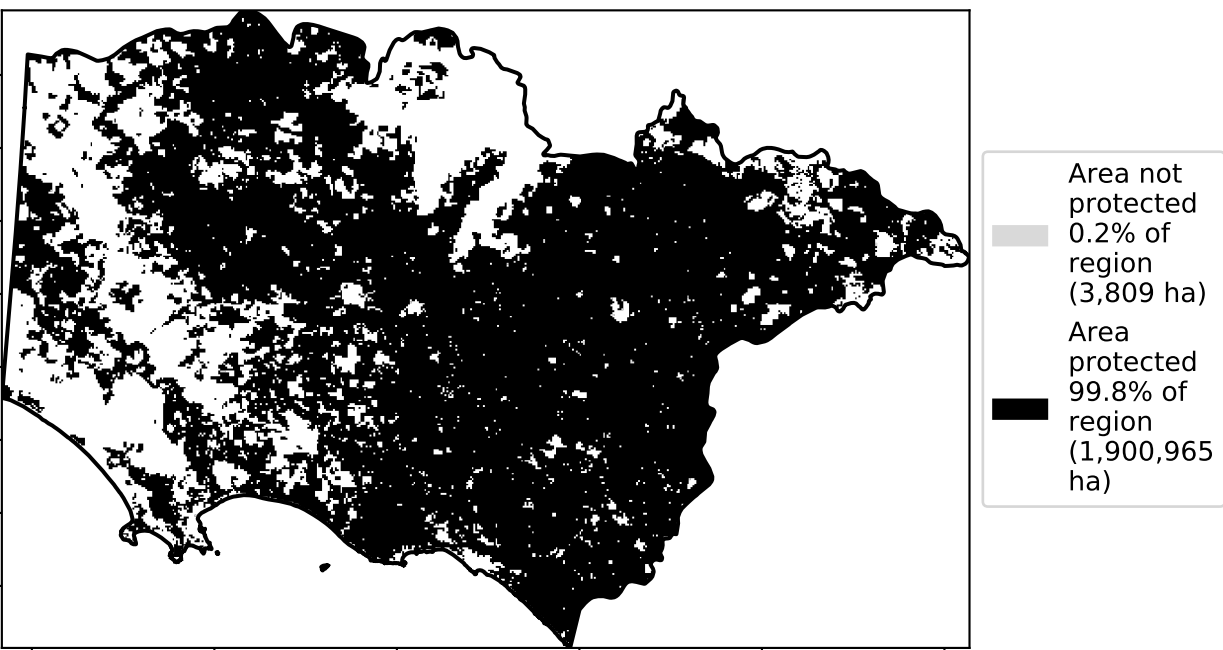 Area not
protected
0.2% of
region
(3,809 ha)
Area
protected
99.8% of
region
(1,900,965
ha)